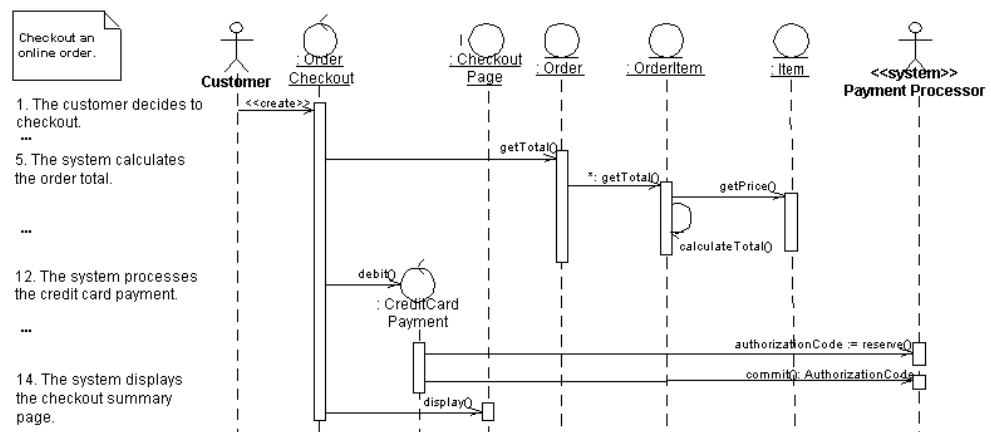 Checkout an
online order.
Customer
: Order
Checkout
: Checkout
Page
: Order
: OrderItem
: Item
<<system>>
Payment Processor
1. The customer decides to
checkout.
...
<<create>>
5. The system calculates
the order total.
getTotal()
*: getTotal()
getPrice()
calculateTotal()
...
12. The system processes
the credit card payment.
debit()
: CreditCard
Payment
...
authorizationCode := reserve()
commit(): AuthorizationCode
14. The system displays
the checkout summary
page.
display()